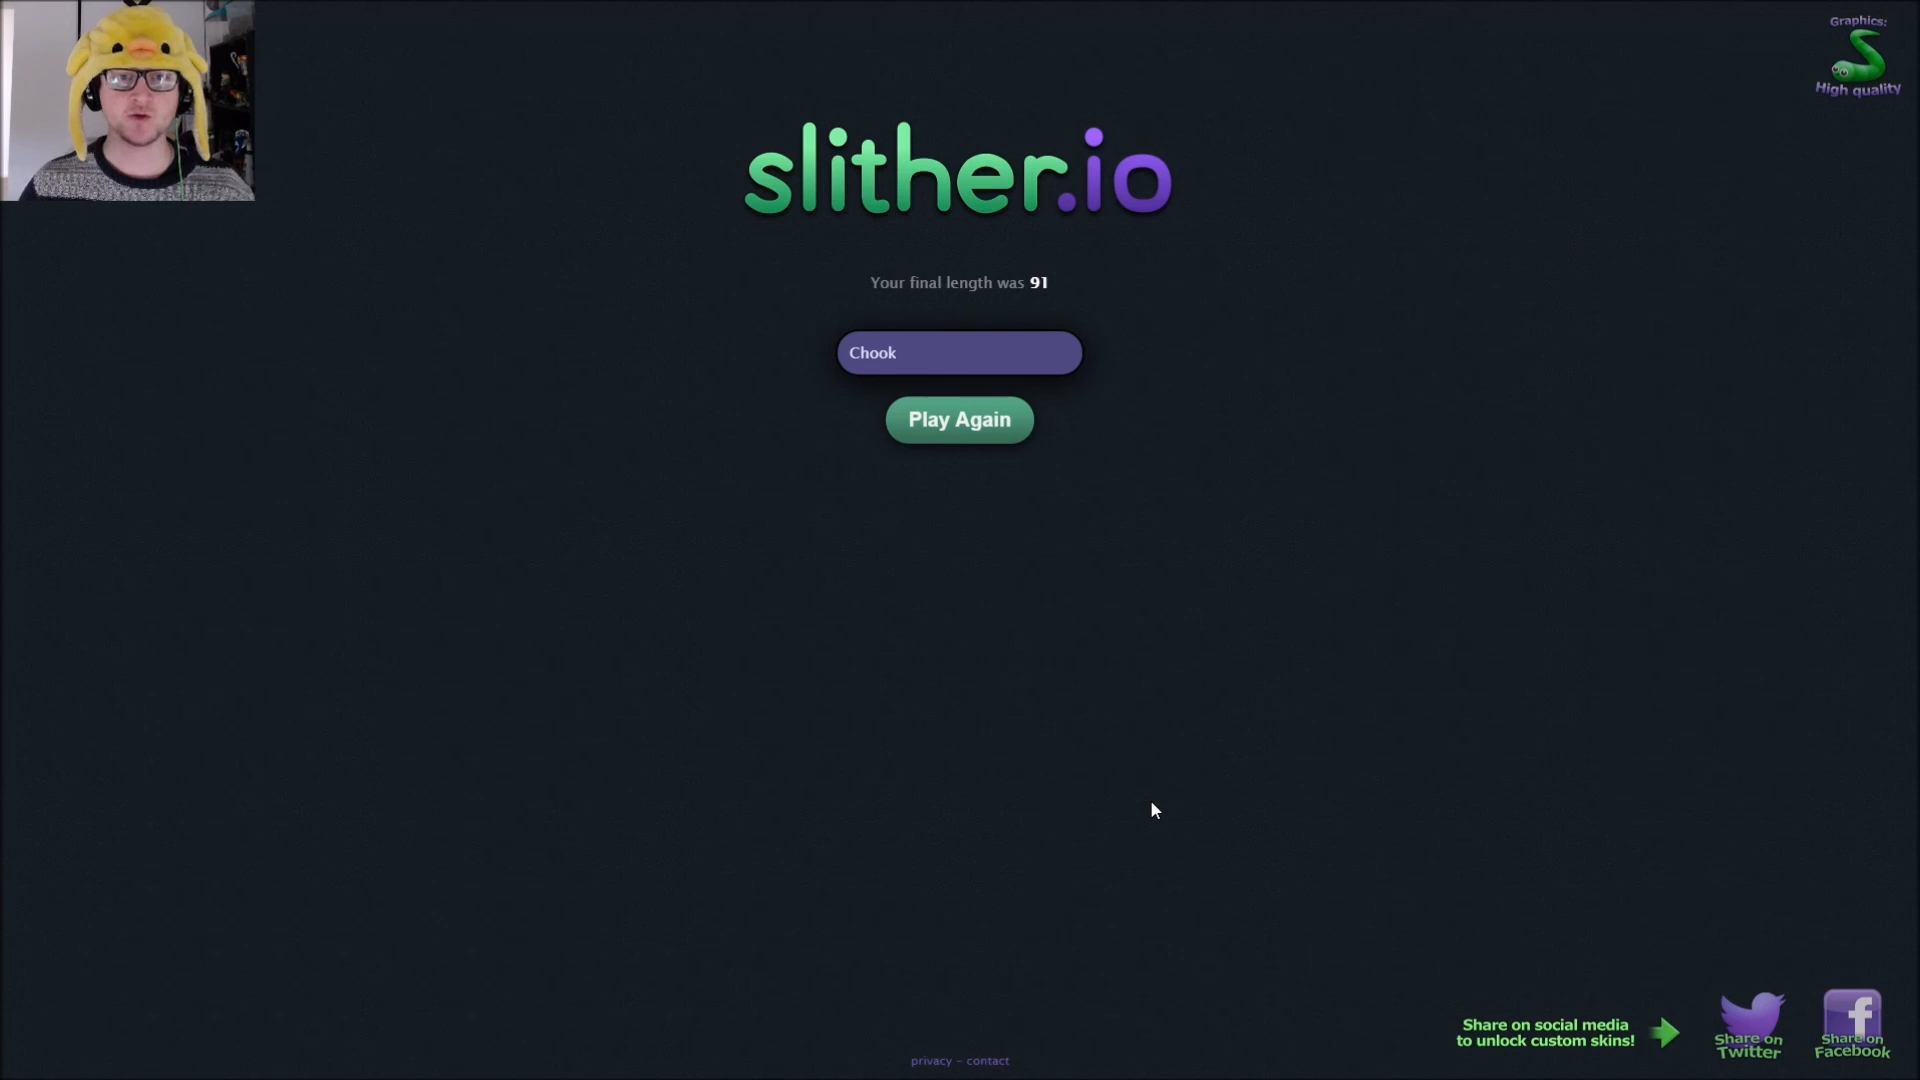 Graphics:
High quality
slither.io
Your final length was 91
Chook
Play Again
Share on social media
to unlock custom skins!
Share on
Twitter
Share on
Facebook
privacy - contact